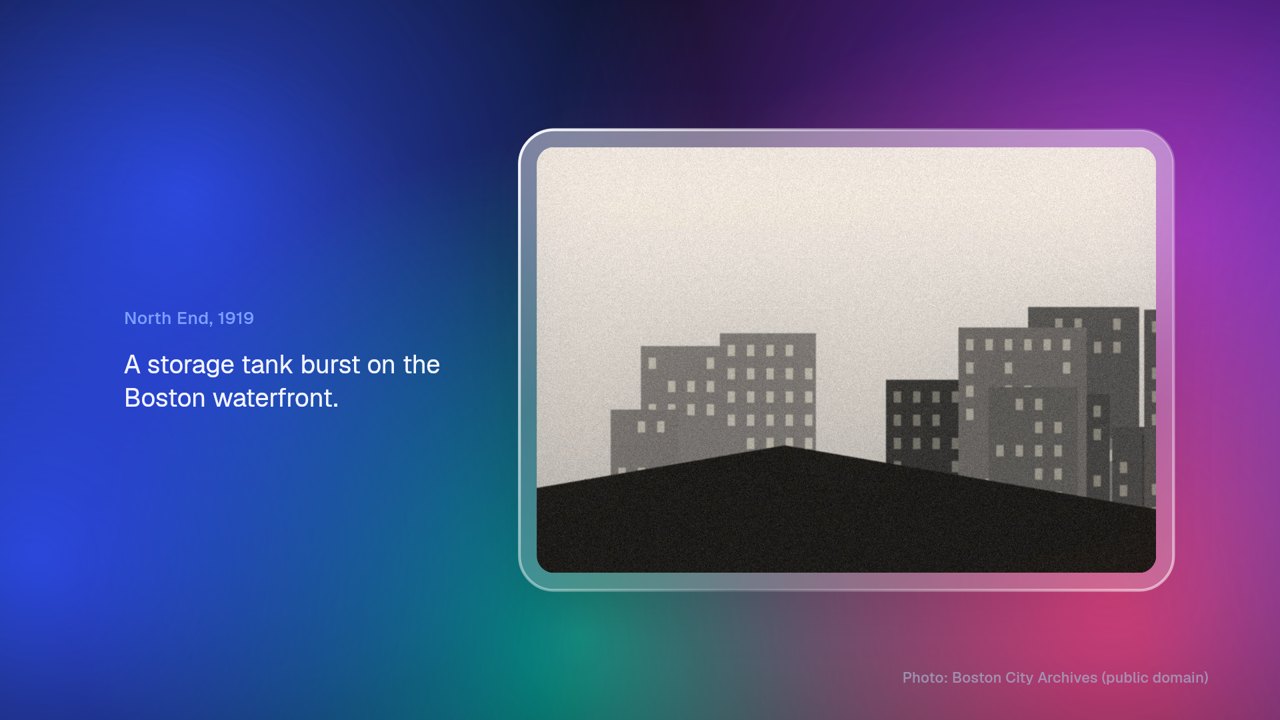 North End, 1919
A storage tank burst on the
Boston waterfront.
Photo: Boston City Archives (public domain)